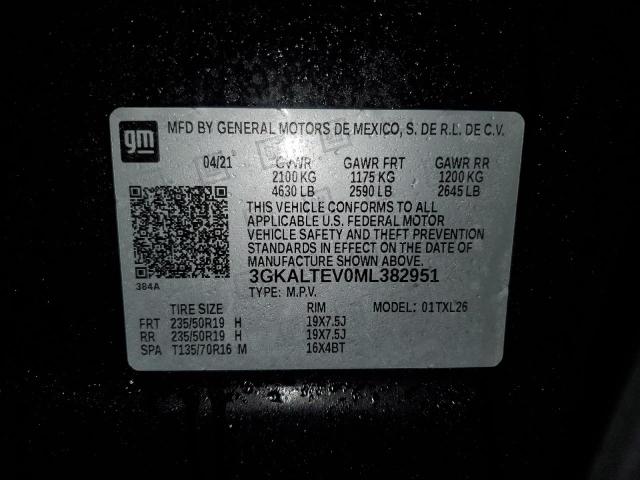 gm
MFD BY GENERAL MOTORS DE MEXICO, S. DE R.L. DE C.V.
04/21 GVWR GAWR FRT GAWR RR
2100 KG 1175 KG 1200 KG
4630 LB 2590 LB 2645 LB
THIS VEHICLE CONFORMS TO ALL
APPLICABLE U.S. FEDERAL MOTOR
VEHICLE SAFETY AND THEFT PREVENTION
STANDARDS IN EFFECT ON THE DATE OF
MANUFACTURE SHOWN ABOVE.
3GKALTEV0ML382951
384A
TYPE: M.P.V. MODEL: 01TXL26
TIRE SIZE RIM
FRT 235/50R19 H 19X7.5J
RR 235/50R19 H 19X7.5J
SPA T135/70R16 M 16X4BT